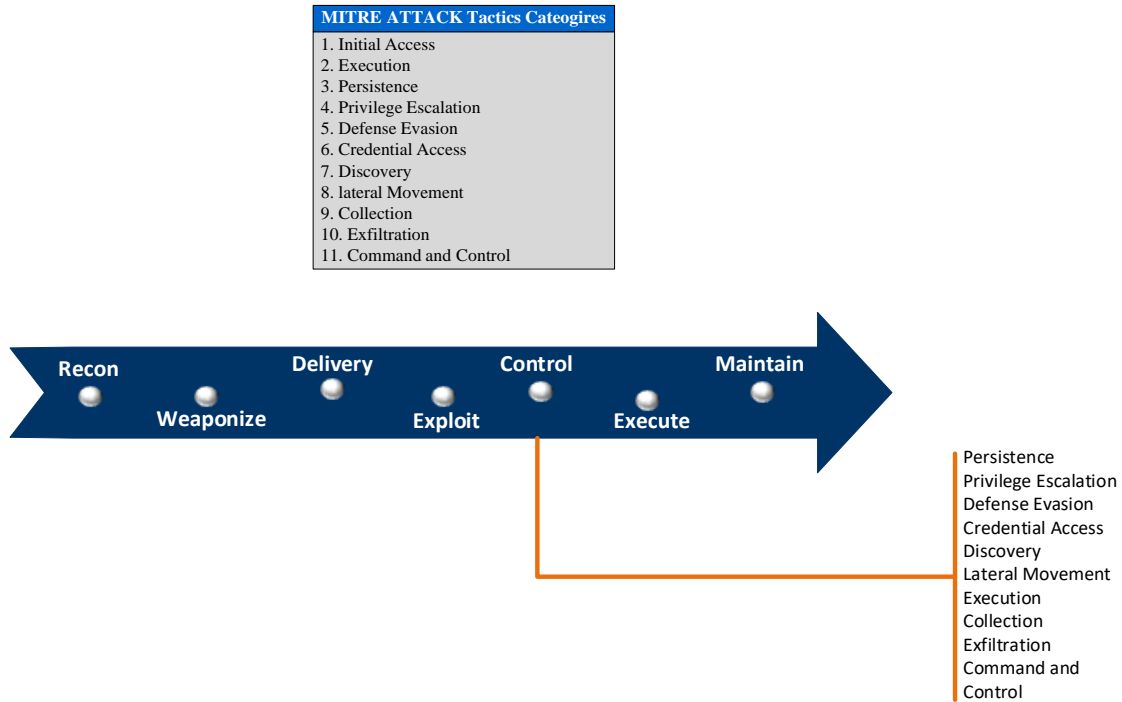 MITRE ATTACK Tactics Cateogires
1. Initial Access
2. Execution
3. Persistence
4. Privilege Escalation
5. Defense Evasion
6. Credential Access
7. Discovery
8. lateral Movement
9. Collection
10. Exfiltration
11. Command and Control
Recon
Weaponize
Delivery
Exploit
Control
Execute
Maintain
Persistence
Privilege Escalation
Defense Evasion
Credential Access
Discovery
Lateral Movement
Execution
Collection
Exfiltration
Command and
Control